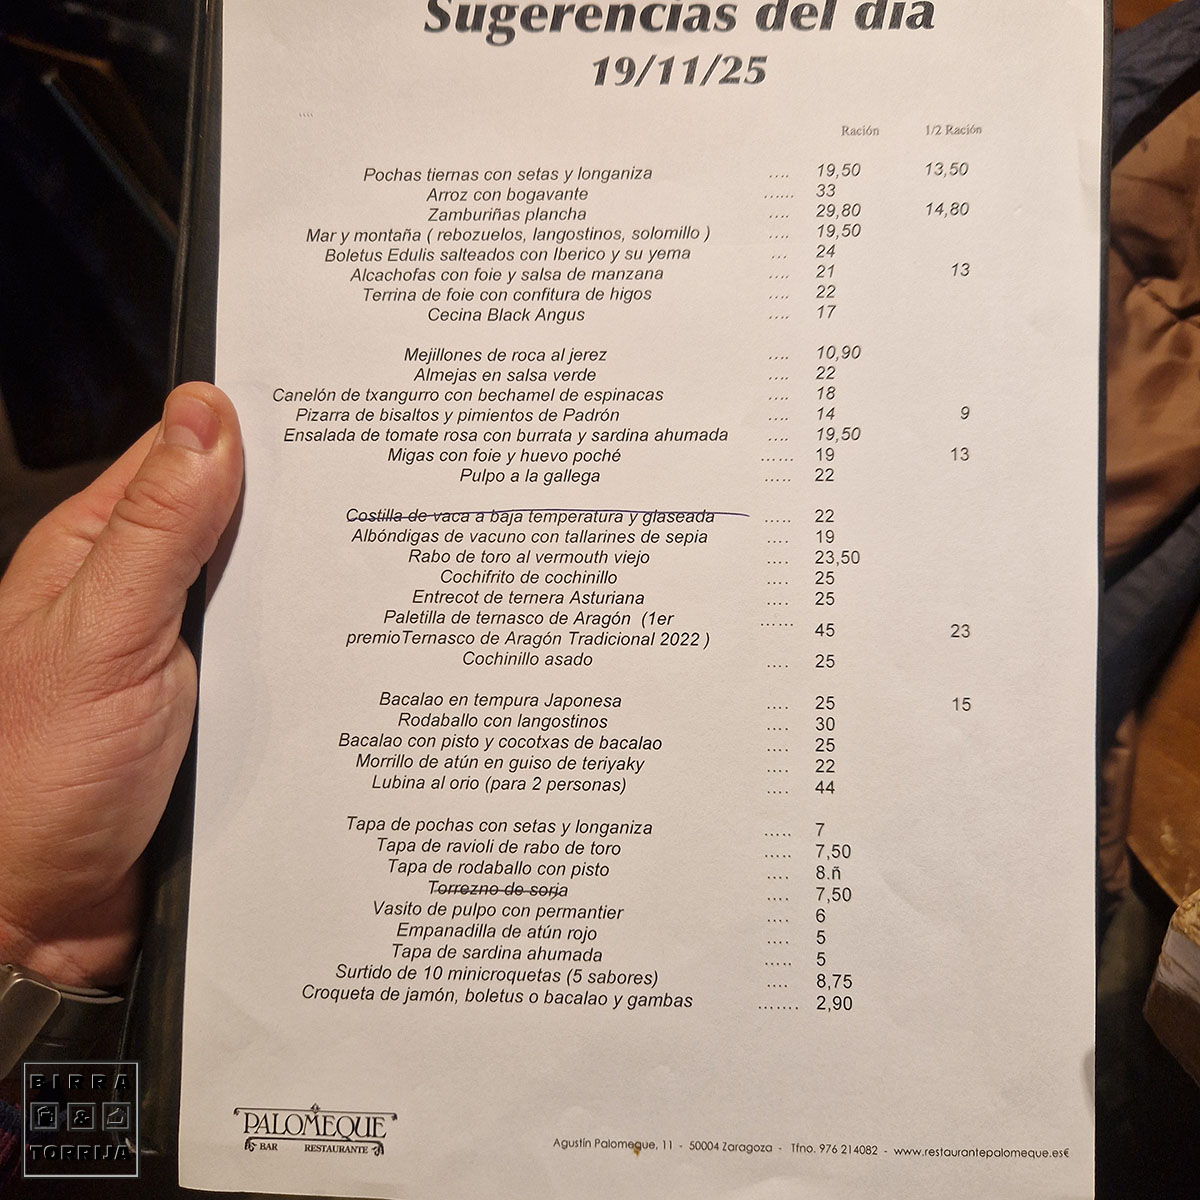 Sugerencias del día
19/11/25
....
Ración 1/2 Ración
Pochas tiernas con setas y longaniza .... 19,50 13,50
Arroz con bogavante ...... 33
Zamburiñas plancha .... 29,80 14,80
Mar y montaña ( rebozuelos, langostinos, solomillo ) .... 19,50
Boletus Edulis salteados con Iberico y su yema ... 24
Alcachofas con foie y salsa de manzana .... 21 13
Terrina de foie con confitura de higos .... 22
Cecina Black Angus .... 17
Mejillones de roca al jerez .... 10,90
Almejas en salsa verde .... 22
Canelón de txangurro con bechamel de espinacas .... 18
Pizarra de bisaltos y pimientos de Padrón .... 14 9
Ensalada de tomate rosa con burrata y sardina ahumada .... 19,50
Migas con foie y huevo poché ...... 19 13
Pulpo a la gallega ..... 22
Costilla de vaca a baja temperatura y glaseada ..... 22
Albóndigas de vacuno con tallarines de sepia .... 19
Rabo de toro al vermouth viejo .... 23,50
Cochifrito de cochinillo .... 25
Entrecot de ternera Asturiana .... 25
Paletilla de ternasco de Aragón (1er
premioTernasco de Aragón Tradicional 2022 ) ...... 45 23
Cochinillo asado .... 25
Bacalao en tempura Japonesa .... 25 15
Rodaballo con langostinos .... 30
Bacalao con pisto y cocotxas de bacalao .... 25
Morrillo de atún en guiso de teriyaky .... 22
Lubina al orio (para 2 personas) .... 44
Tapa de pochas con setas y longaniza ..... 7
Tapa de ravioli de rabo de toro ..... 7,50
Tapa de rodaballo con pisto .... 8.ñ
Torrezno de soria .... 7,50
Vasito de pulpo con permantier .... 6
Empanadilla de atún rojo .... 5
Tapa de sardina ahumada ..... 5
Surtido de 10 minicroquetas (5 sabores) .... 8,75
Croqueta de jamón, boletus o bacalao y gambas ....... 2,90
PALOMEQUE
BAR RESTAURANTE
Agustín Palomeque, 11 - 50004 Zaragoza - Tfno. 976 214082 - www.restaurantepalomeque.es€
BIRRA
&
TORRIJA